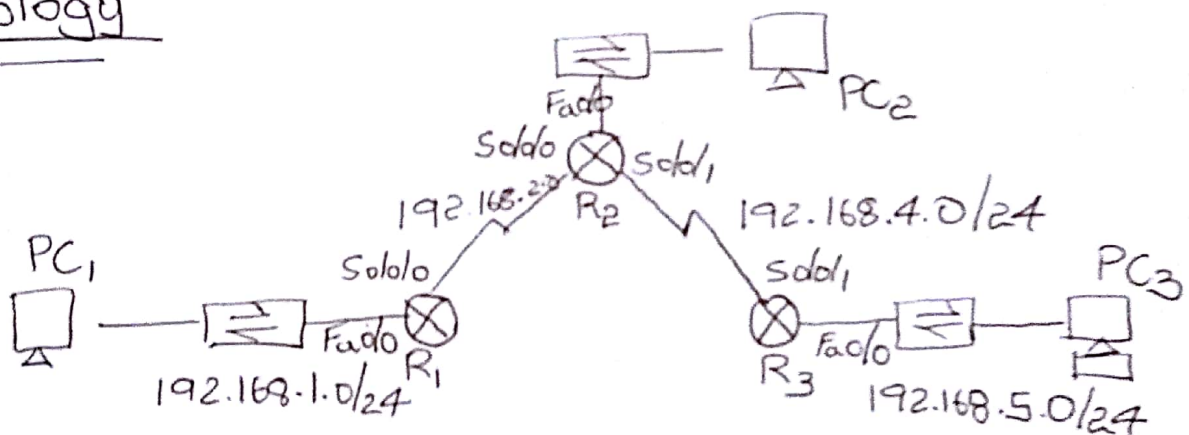 ology
PC2
Fa0/0
S0/0/0
S0/0/1
R2
192.168.2.0
192.168.4.0/24
PC1
S0/0/0
S0/0/1
PC3
Fa0/0
R1
R3
Fa0/0
192.168.1.0/24
192.168.5.0/24